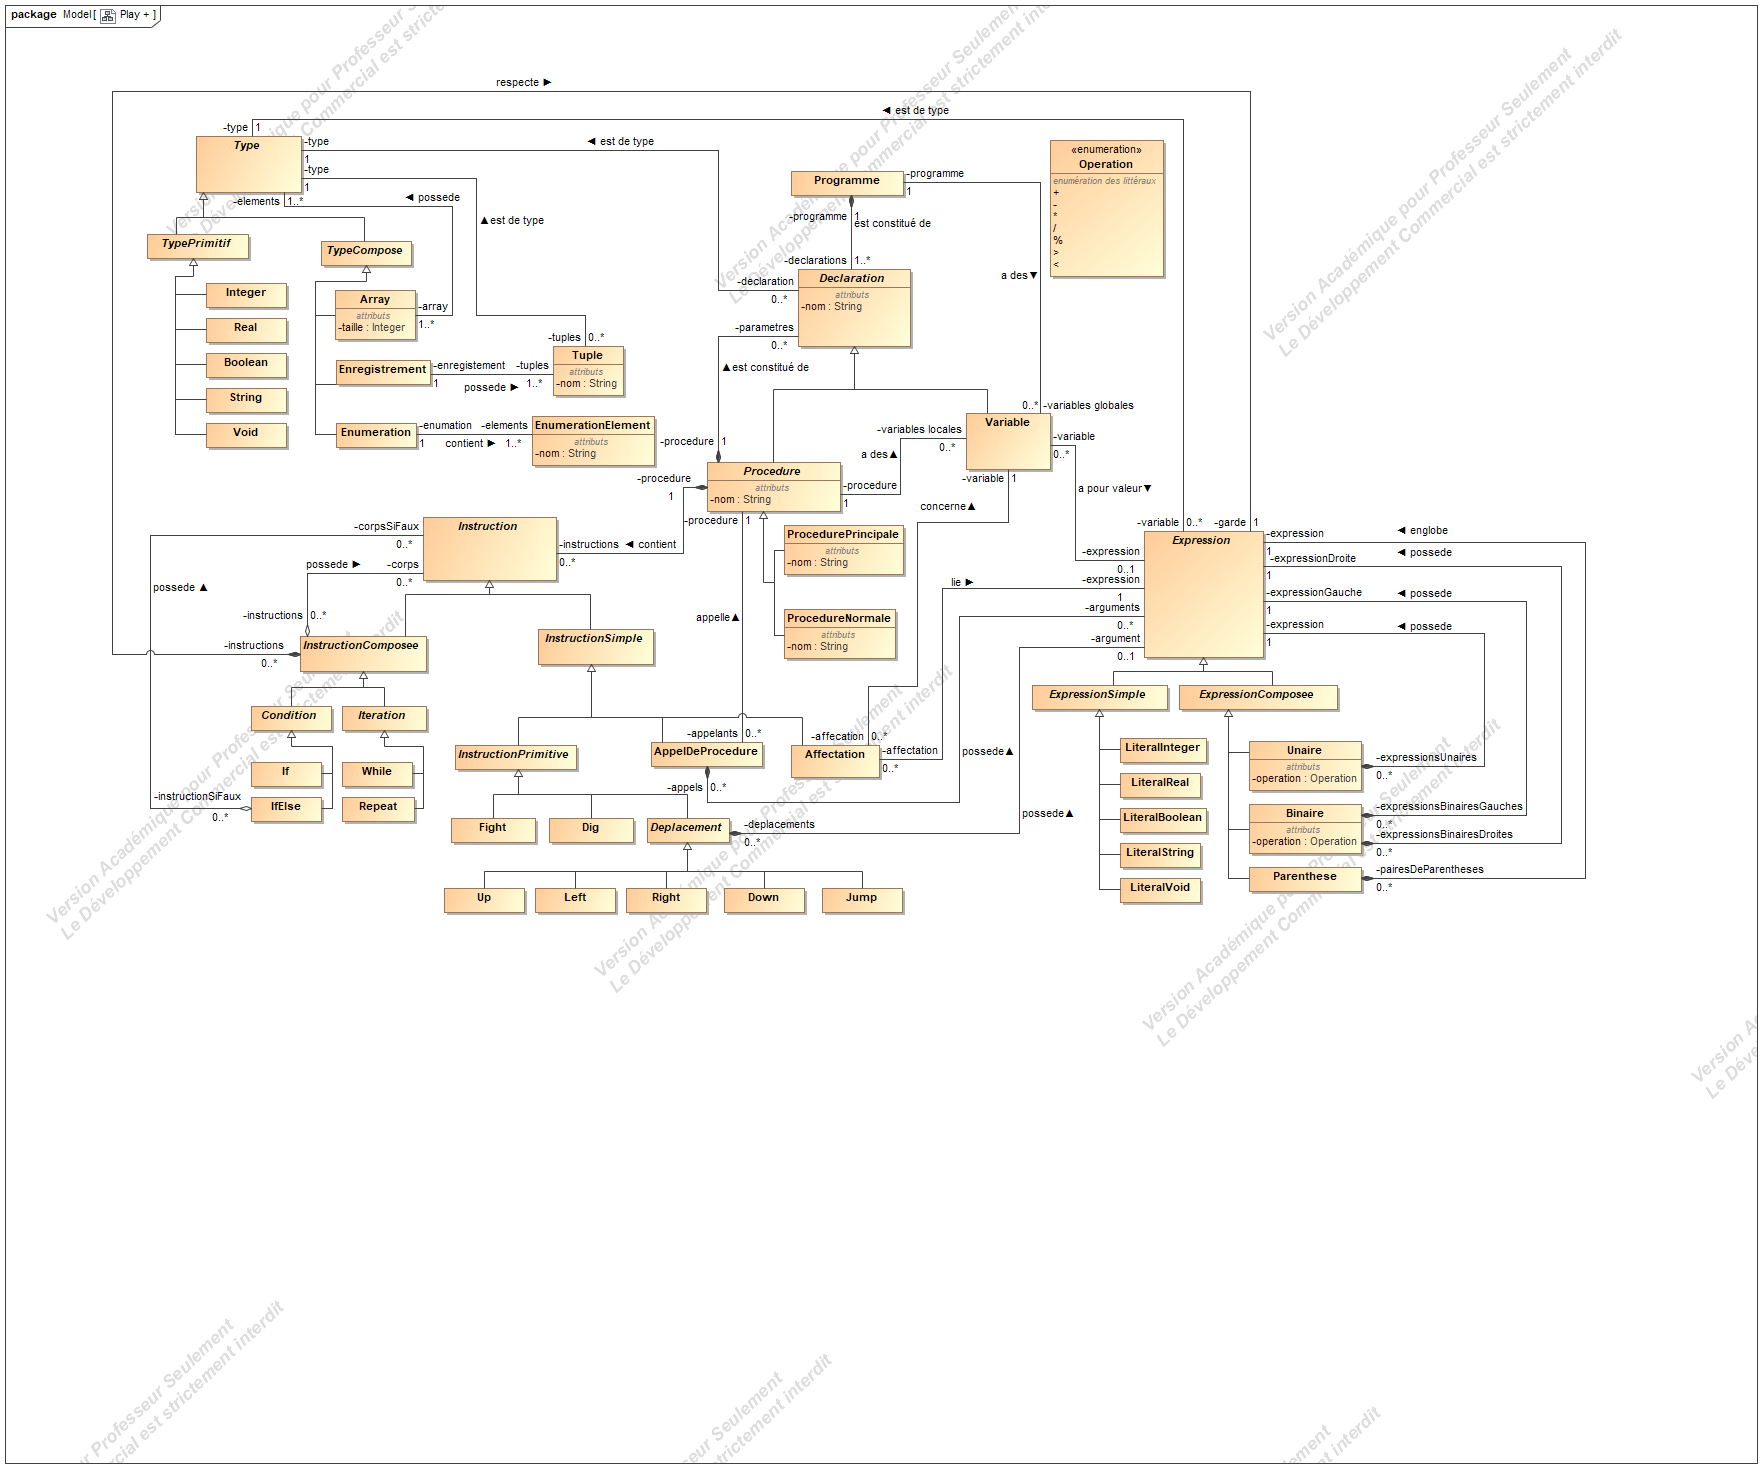 package Model[ Play + ]
respecte ►
◄ est de type
-type 1
Type
-type
1
◄ est de type
-type
1
-elements 1..*
◄ possede
▲est de type
TypePrimitif
TypeCompose
Integer
Real
Boolean
String
Void
Array
attributs
-taille : Integer
-array
1..*
Enregistrement
-enregistement
1
possede ►
-tuples
1..*
-tuples 0..*
Tuple
attributs
-nom : String
Enumeration
-enumation
1
contient ►
-elements
1..*
EnumerationElement
attributs
-nom : String
Programme
-programme
1
-programme 1
est constitué de
-declarations 1..*
a des▼
«enumeration»
Operation
enumération des littéraux
+
-
*
/
%
>
<
-declaration
0..*
Declaration
attributs
-nom : String
-parametres
0..*
▲est constitué de
0..* -variables globales
Variable
-variables locales
0..*
a des▲
-variable
0..*
a pour valeur▼
-variable 1
concerne▲
-procedure 1
-procedure
1
Procedure
attributs
-nom : String
-procedure
1
-procedure 1
ProcedurePrincipale
attributs
-nom : String
ProcedureNormale
attributs
-nom : String
appelle▲
-corpsSiFaux
0..*
Instruction
-instructions ◄ contient
0..*
possede ►
-corps
0..*
possede ▲
-instructions 0..*
-instructions
0..*
InstructionComposee
InstructionSimple
Condition
Iteration
If
While
-instructionSiFaux
0..*
IfElse
Repeat
InstructionPrimitive
-appelants 0..*
AppelDeProcedure
-appels 0..*
-affecation 0..*
Affectation
-affectation
0..*
Fight
Dig
Deplacement
-deplacements
0..*
Up
Left
Right
Down
Jump
-variable 0..*
-garde 1
Expression
-expression
0..1
lie ►
-expression
1
-arguments
0..*
-argument
0..1
possede▲
possede▲
-expression
1
◄ englobe
-expressionDroite
1
◄ possede
-expressionGauche
1
◄ possede
-expression
1
◄ possede
ExpressionSimple
ExpressionComposee
LiteralInteger
LiteralReal
LiteralBoolean
LiteralString
LiteralVoid
Unaire
attributs
-operation : Operation
-expressionsUnaires
0..*
Binaire
attributs
-operation : Operation
-expressionsBinairesGauches
0..*
-expressionsBinairesDroites
0..*
Parenthese
-pairesDeParentheses
0..*
Version Académique pour Professeur Seulement
Le Développement Commercial est strictement interdit